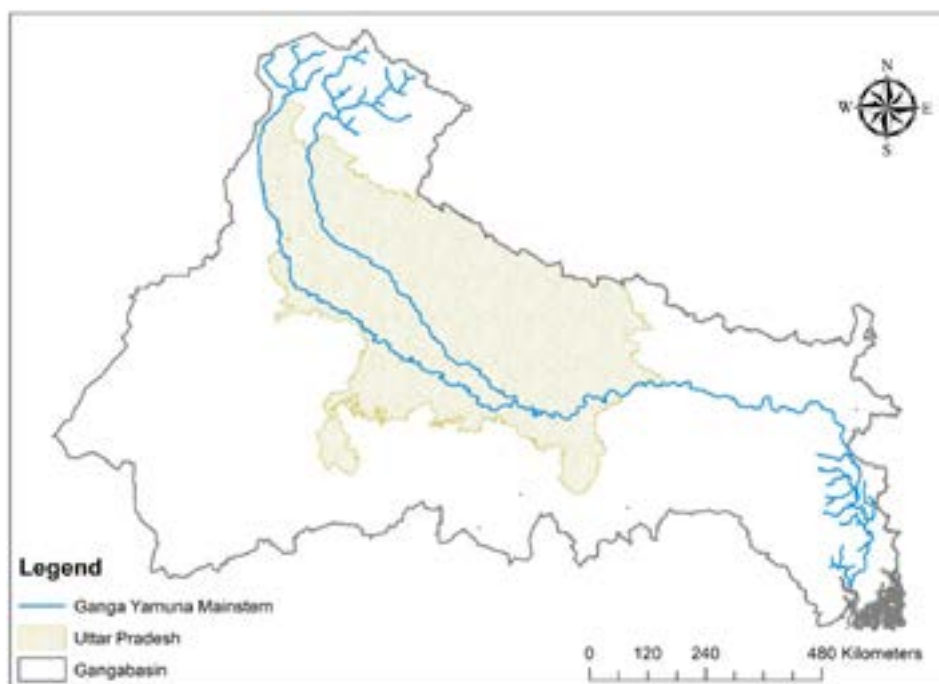 N
W E
S
Legend
Ganga Yamuna Mainstem
Uttar Pradesh
Gangabasin
0 120 240 480 Kilometers